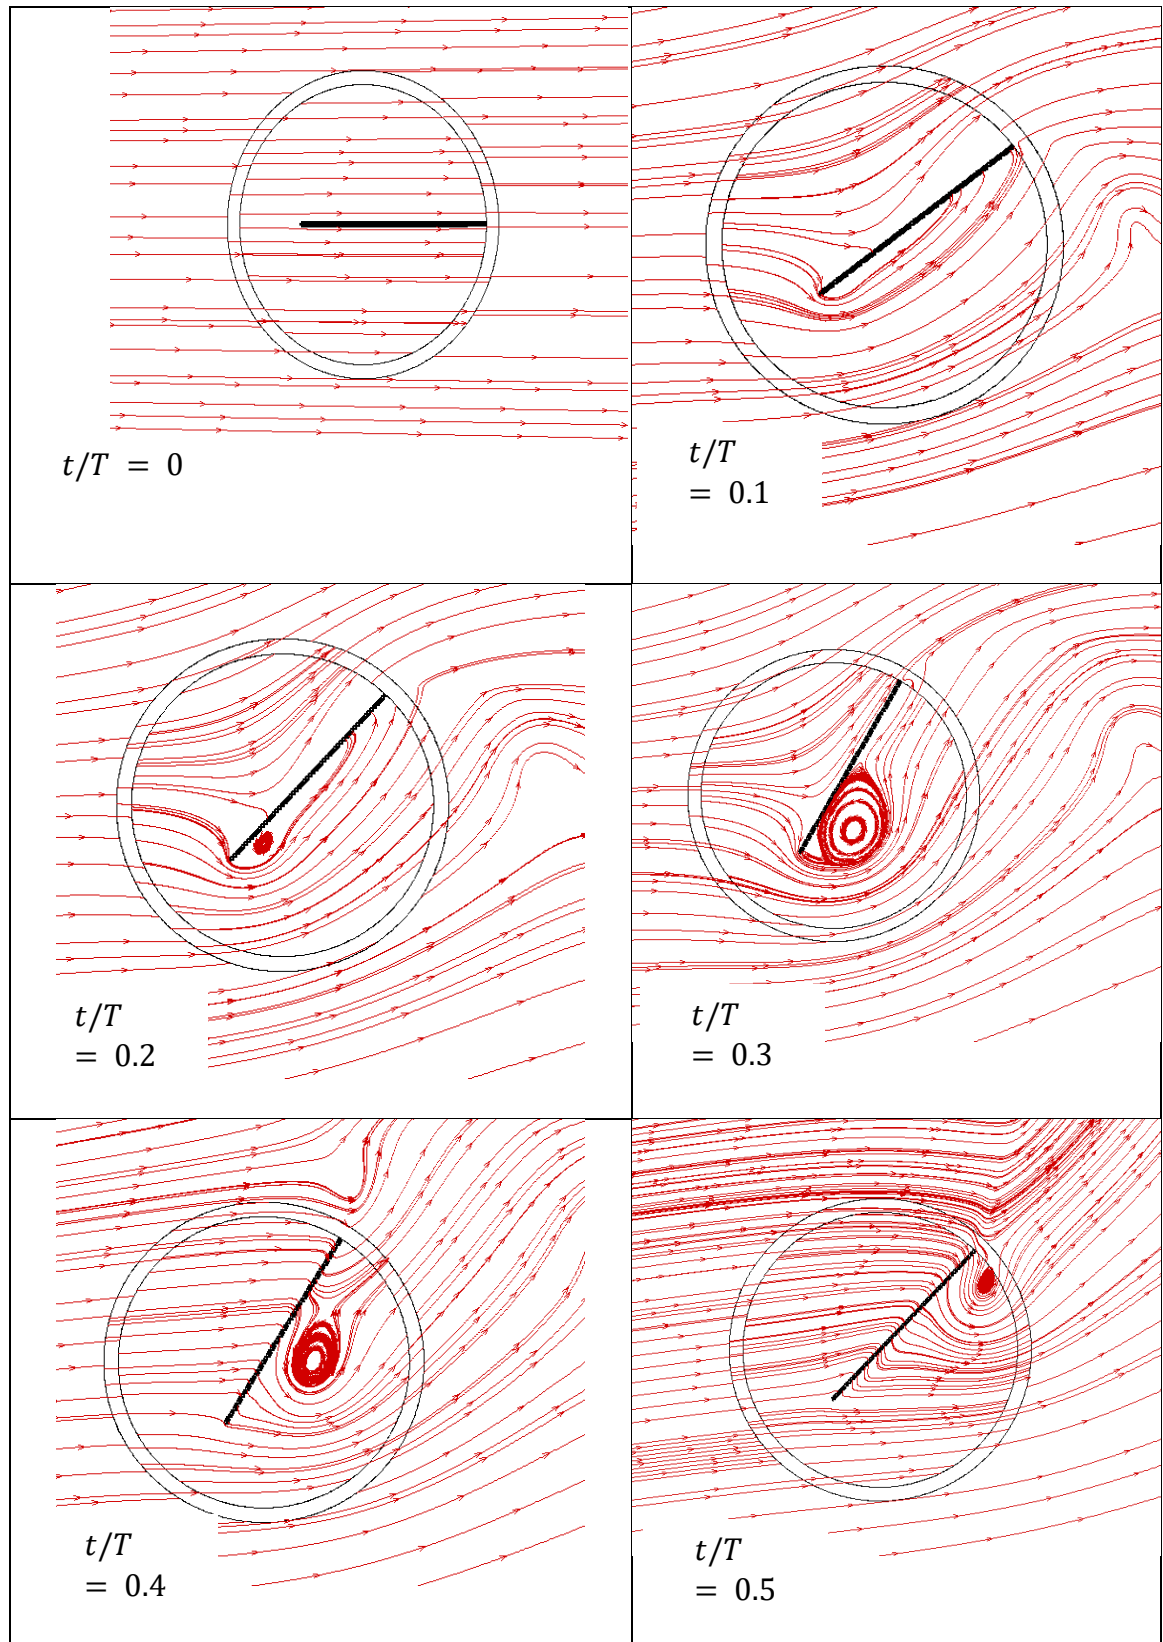 t/T = 0
t/T
= 0.1
t/T
= 0.2
t/T
= 0.3
t/T
= 0.4
t/T
= 0.5